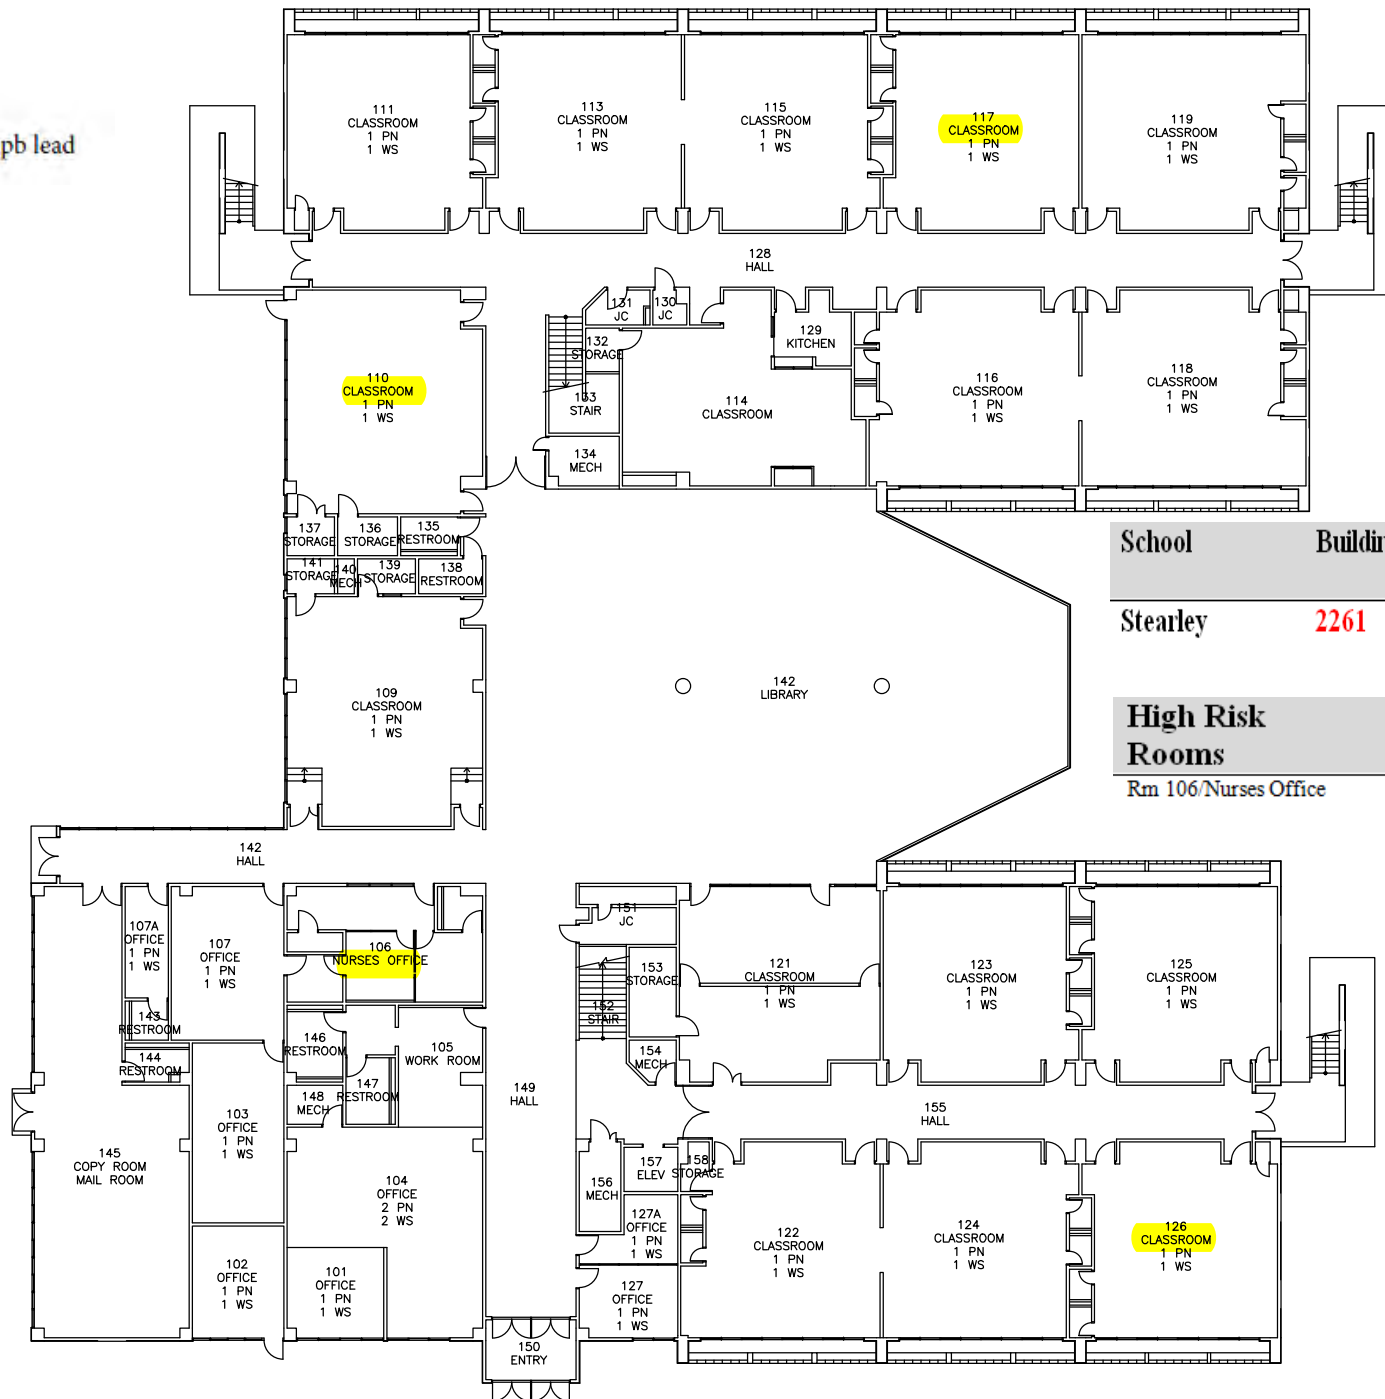 111
CLASSROOM
1 PN
1 WS
113
CLASSROOM
1 PN
1 WS
115
CLASSROOM
1 PN
1 WS
117
CLASSROOM
1 PN
1 WS
119
CLASSROOM
1 PN
1 WS
pb lead
128
HALL
131
JC
130
JC
129
KITCHEN
132
STORAGE
133
STAIR
134
MECH
110
CLASSROOM
1 PN
1 WS
114
CLASSROOM
116
CLASSROOM
1 PN
1 WS
118
CLASSROOM
1 PN
1 WS
137
STORAGE
136
STORAGE
135
RESTROOM
141
STORAGE
140
MECH
139
STORAGE
138
RESTROOM
School Buildin
Stearley 2261
109
CLASSROOM
1 PN
1 WS
142
LIBRARY
High Risk
Rooms
Rm 106/Nurses Office
142
HALL
107A
OFFICE
1 PN
1 WS
107
OFFICE
1 PN
1 WS
106
NURSES OFFICE
151
JC
153
STORAGE
121
CLASSROOM
1 PN
1 WS
123
CLASSROOM
1 PN
1 WS
125
CLASSROOM
1 PN
1 WS
143
RESTROOM
144
RESTROOM
146
RESTROOM
105
WORK ROOM
152
STAIR
154
MECH
147
RESTROOM
148
MECH
149
HALL
155
HALL
103
OFFICE
1 PN
1 WS
145
COPY ROOM
MAIL ROOM
104
OFFICE
2 PN
2 WS
156
MECH
157
ELEV
158
STORAGE
127A
OFFICE
1 PN
1 WS
122
CLASSROOM
1 PN
1 WS
124
CLASSROOM
1 PN
1 WS
126
CLASSROOM
1 PN
1 WS
102
OFFICE
1 PN
1 WS
101
OFFICE
1 PN
1 WS
127
OFFICE
1 PN
1 WS
150
ENTRY